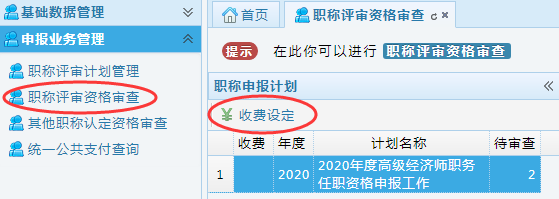 基础数据管理
申报业务管理
职称评审计划管理
职称评审资格审查
其他职称认定资格审查
统一公共支付查询
首页
职称评审资格审查
提示 在此你可以进行 职称评审资格审查
职称申报计划
收费设定
收费 年度 计划名称 待审查
1 2020 2020年度高级经济师职务任职资格申报工作 2